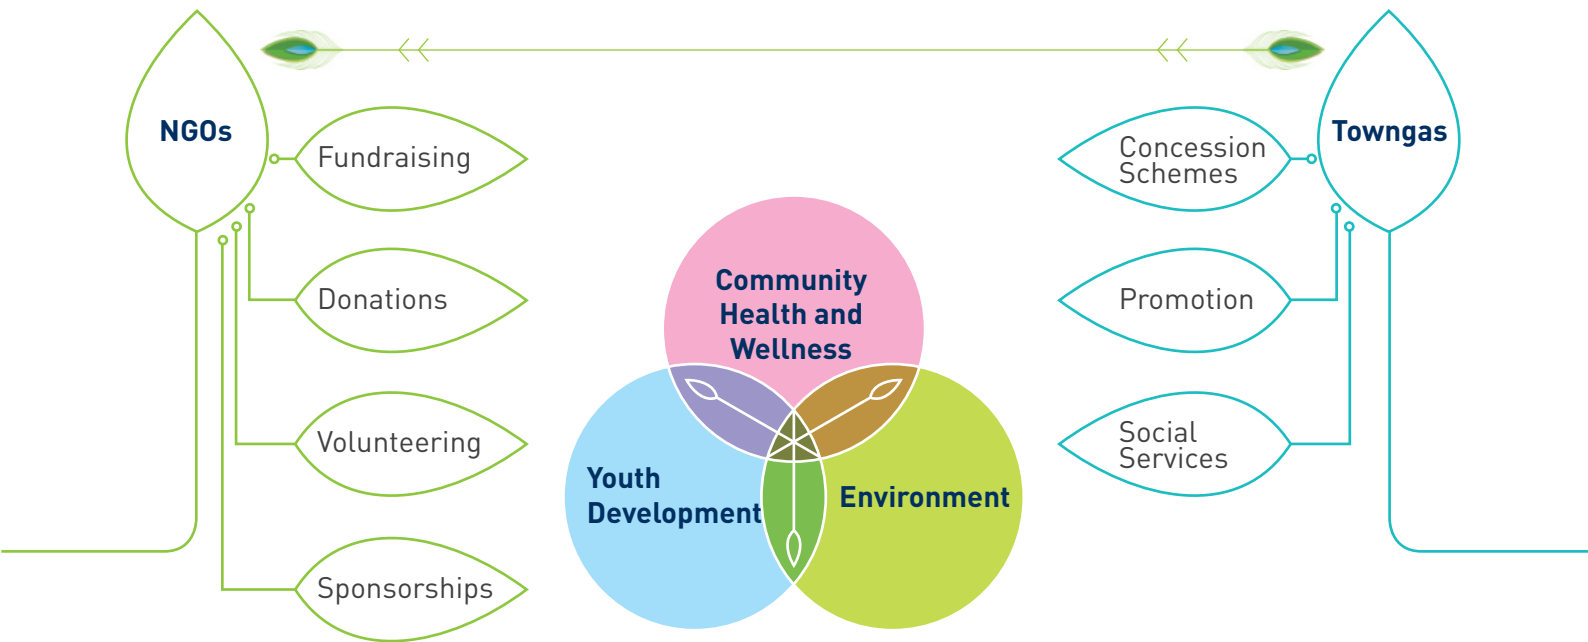 NGOs
Fundraising
Donations
Volunteering
Sponsorships
Community
Health and
Wellness
Youth
Development
Environment
Towngas
Concession
Schemes
Promotion
Social
Services